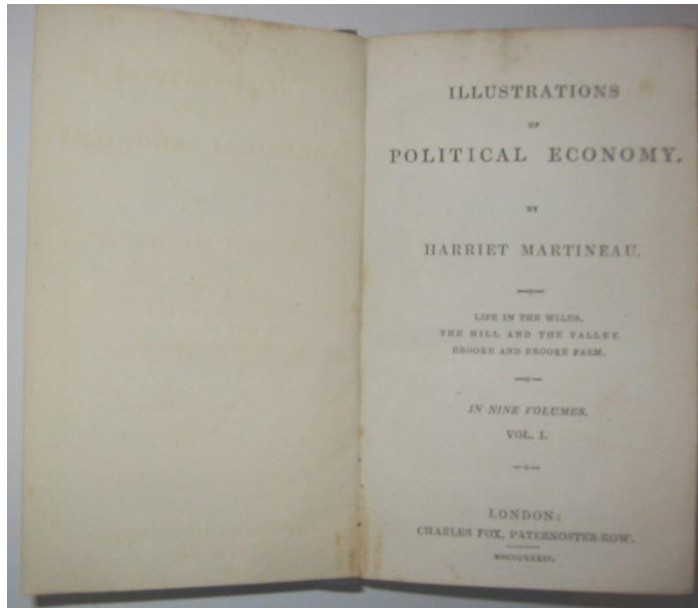 ILLUSTRATIONS
OF
POLITICAL ECONOMY.
BY
HARRIET MARTINEAU.
LIFE IN THE WILDS.
THE HILL AND THE VALLEY.
BROOKE AND BROOKE FARM.
IN NINE VOLUMES.
VOL. I.
LONDON:
CHARLES FOX, PATERNOSTER-ROW.
MDCCCXXXIV.